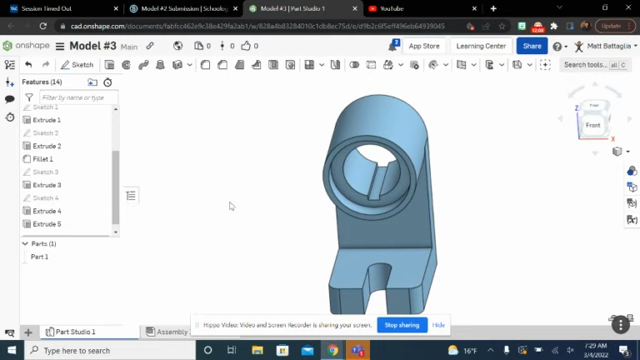 Session Timed Out
Model #2 Submission | Schoolog
Model #3 | Part Studio 1
YouTube
cad.onshape.com/documents/fabfcc462c9c38e9fa2ab1/w/828a4b83284010c1db8ec75d/e/d9b2c6f5eff496eb64939045
onshape
Model #3
Main
0
0
0
2
App Store
Learning Center
Share
Matt Battaglia
Sketch
Search tools...
Features (14)
Filter by name or type
Sketch 1
Extrude 1
Sketch 2
Extrude 2
Fillet 1
Sketch 3
Extrude 3
Sketch 4
Extrude 4
Extrude 5
Parts (1)
Part 1
Z
Front
X
Hippo Video: Video and Screen Recorder is sharing your screen.
Stop sharing
Hide
Part Studio 1
Assembly
Type here to search
16°F
7:29 AM
3/4/2022